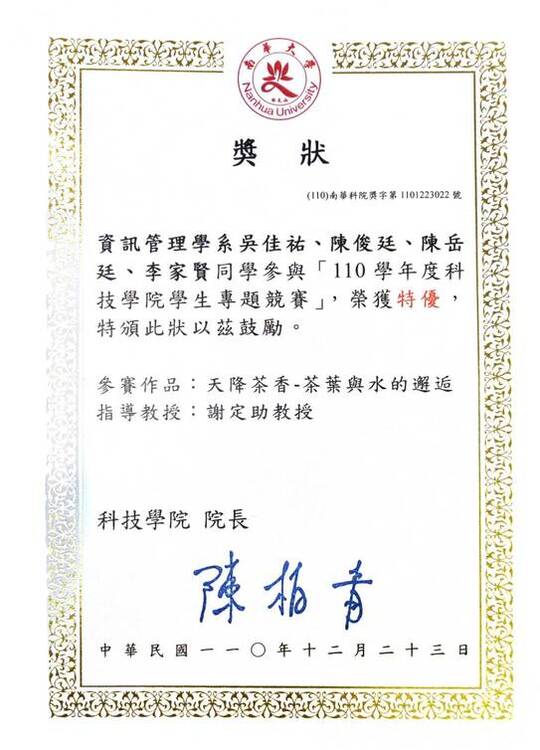 南華大學
Nanhua University
獎 狀
(110)南華科院獎字第 1101223022 號
資訊管理學系吳佳祐、陳俊廷、陳岳
廷、李家賢同學參與「110 學年度科
技學院學生專題競賽」，榮獲特優，
特頒此狀以茲鼓勵。
參賽作品：天降茶香-茶葉與水的邂逅
指導教授：謝定助教授
科技學院 院長
陳柏青
中華民國一一〇年十二月二十三日